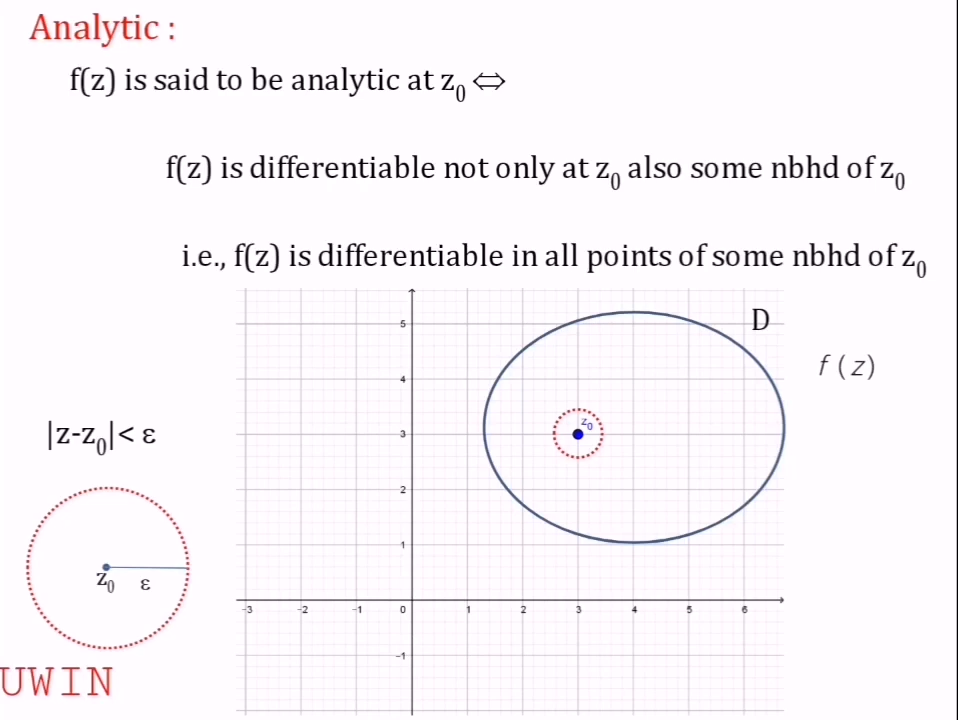 Analytic :
f(z) is said to be analytic at z₀ ⇔
f(z) is differentiable not only at z₀ also some nbhd of z₀
i.e., f(z) is differentiable in all points of some nbhd of z₀
D
f (z)
|z-z₀|< ε
z₀
z₀ ε
5
4
3
2
1
-3 -2 -1 0 1 2 3 4 5 6
-1
UWIN